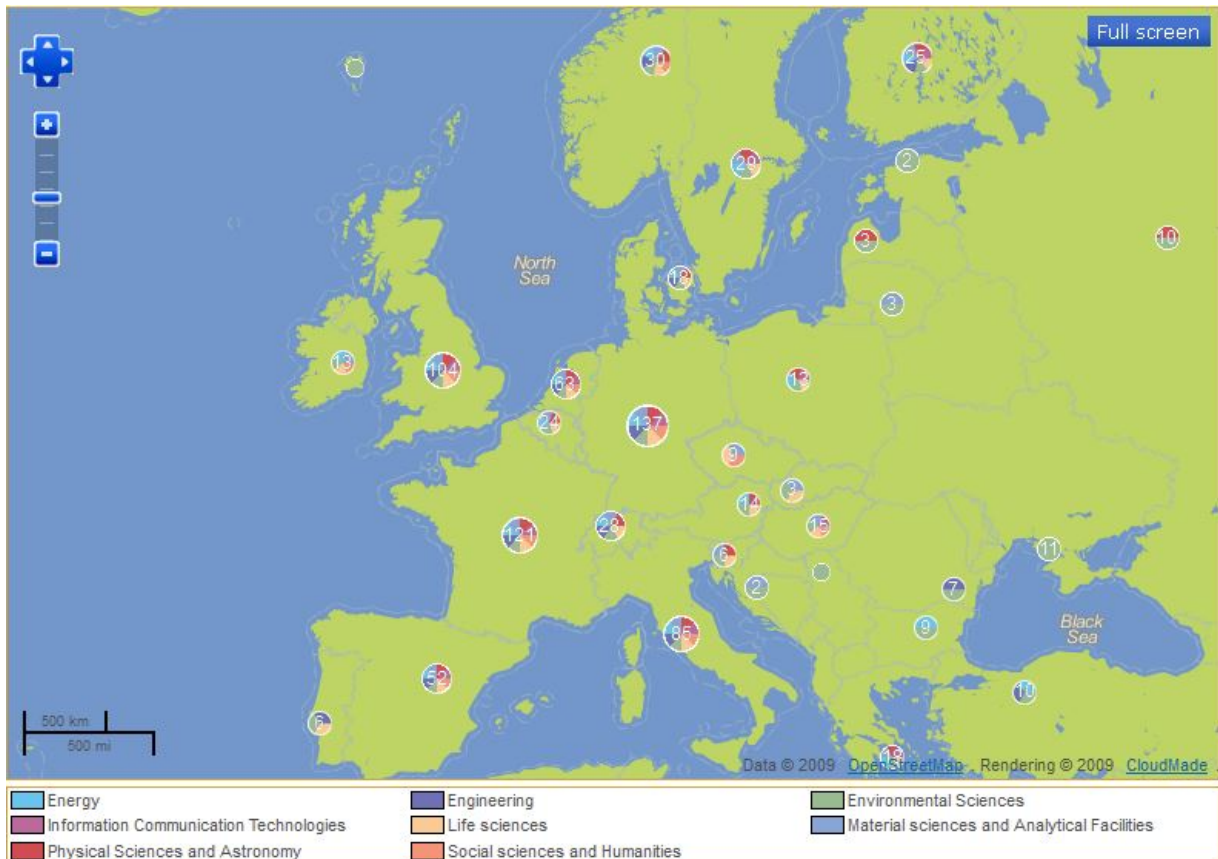 Full screen
30
25
29
2
3
10
18
3
North
Sea
13
104
63
13
24
137
9
3
14
28
15
121
6
11
2
7
9
Black
Sea
85
52
10
500 km
500 mi
18
Data © 2009 OpenStreetMap . Rendering © 2009 CloudMade .
Energy
Engineering
Environmental Sciences
Information Communication Technologies
Life sciences
Material sciences and Analytical Facilities
Physical Sciences and Astronomy
Social sciences and Humanities